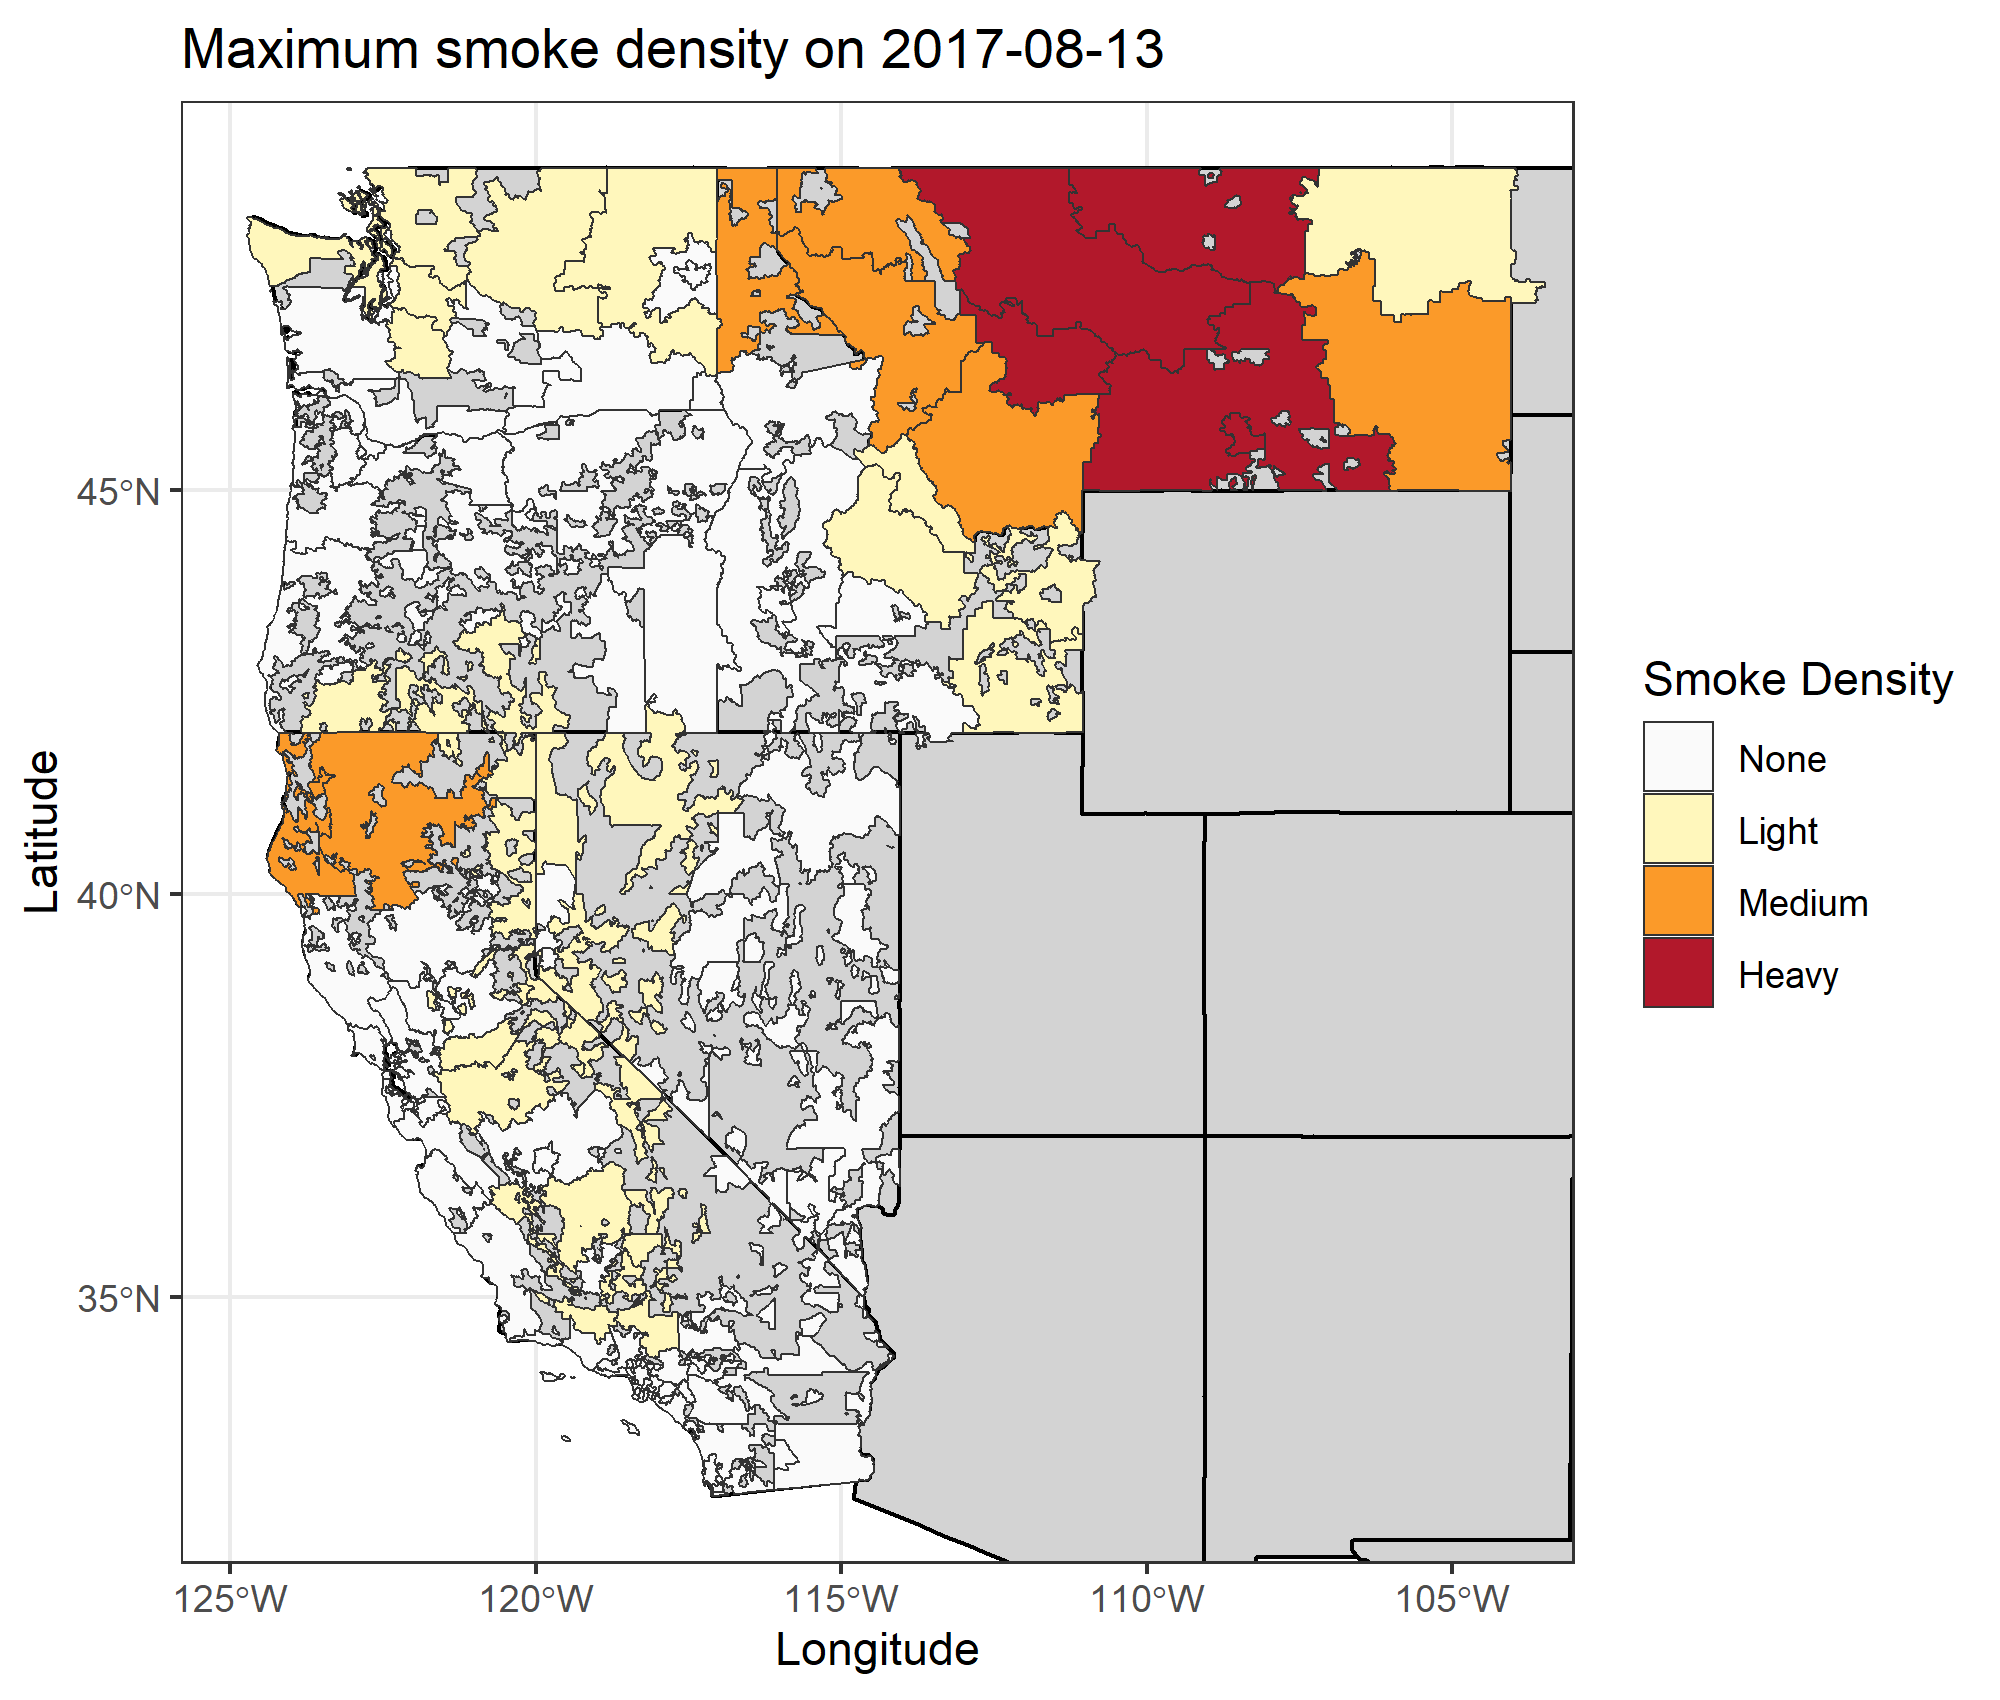 Maximum smoke density on 2017-08-13
45°N
40°N
35°N
Latitude
125°W
120°W
115°W
110°W
105°W
Longitude
Smoke Density
None
Light
Medium
Heavy